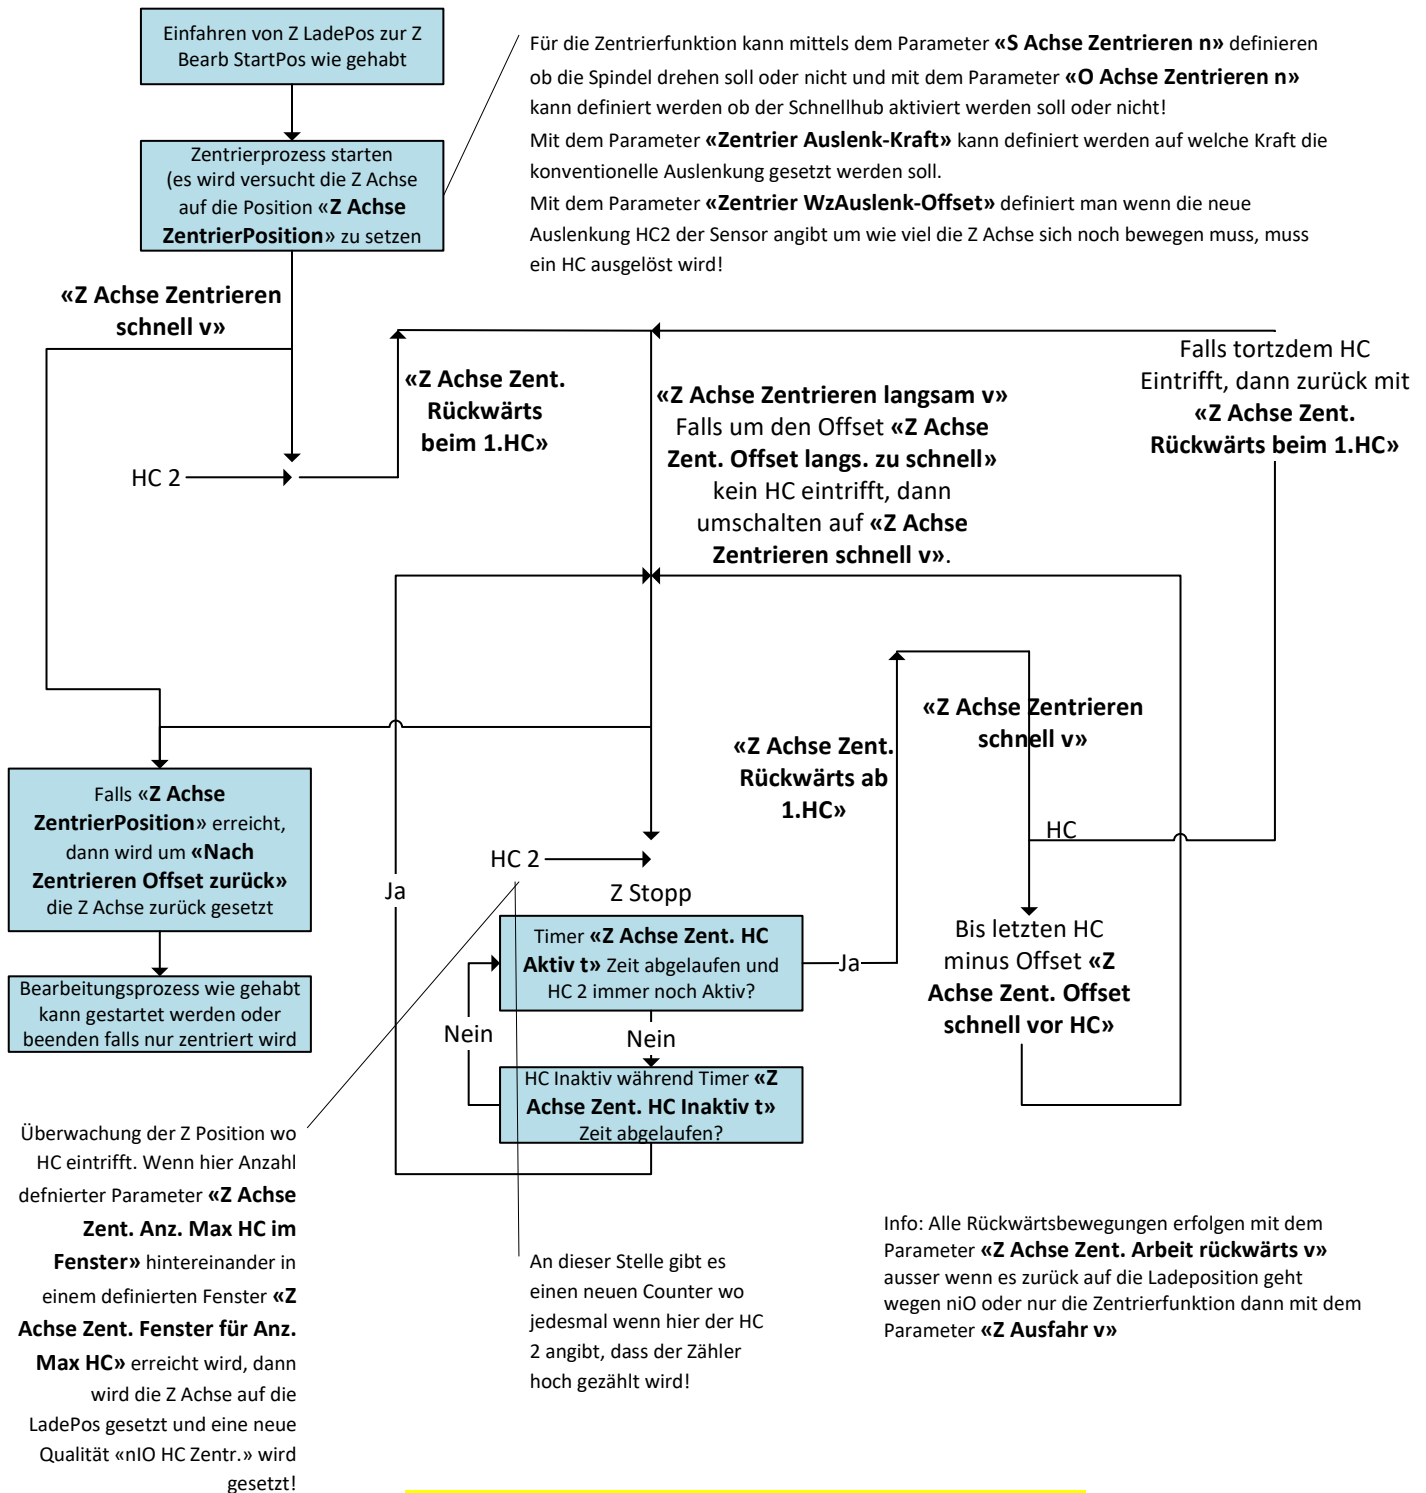 Einfahren von Z LadePos zur Z
Bearb StartPos wie gehabt
Für die Zentrierfunktion kann mittels dem Parameter «S Achse Zentrieren n» definieren
ob die Spindel drehen soll oder nicht und mit dem Parameter «O Achse Zentrieren n»
kann definiert werden ob der Schnellhub aktiviert werden soll oder nicht!
Mit dem Parameter «Zentrier Auslenk-Kraft» kann definiert werden auf welche Kraft die
konventionelle Auslenkung gesetzt werden soll.
Mit dem Parameter «Zentrier WzAuslenk-Offset» definiert man wenn die neue
Auslenkung HC2 der Sensor angibt um wie viel die Z Achse sich noch bewegen muss, muss
ein HC ausgelöst wird!
Zentrierprozess starten
(es wird versucht die Z Achse
auf die Position «Z Achse
ZentrierPosition» zu setzen
«Z Achse Zentrieren
schnell v»
HC 2
«Z Achse Zent.
Rückwärts
beim 1.HC»
«Z Achse Zentrieren langsam v»
Falls um den Offset «Z Achse
Zent. Offset langs. zu schnell»
kein HC eintrifft, dann
umschalten auf «Z Achse
Zentrieren schnell v».
Falls tortzdem HC
Eintrifft, dann zurück mit
«Z Achse Zent.
Rückwärts beim 1.HC»
«Z Achse Zentrieren
schnell v»
«Z Achse Zent.
Rückwärts ab
1.HC»
HC
Falls «Z Achse
ZentrierPosition» erreicht,
dann wird um «Nach
Zentrieren Offset zurück»
die Z Achse zurück gesetzt
Ja
HC 2
Z Stopp
Timer «Z Achse Zent. HC
Aktiv t» Zeit abgelaufen und
HC 2 immer noch Aktiv?
Ja
Bis letzten HC
minus Offset «Z
Achse Zent. Offset
schnell vor HC»
Bearbeitungsprozess wie gehabt
kann gestartet werden oder
beenden falls nur zentriert wird
Nein
Nein
HC Inaktiv während Timer «Z
Achse Zent. HC Inaktiv t»
Zeit abgelaufen?
Überwachung der Z Position wo
HC eintrifft. Wenn hier Anzahl
defnierter Parameter «Z Achse
Zent. Anz. Max HC im
Fenster» hintereinander in
einem definierten Fenster «Z
Achse Zent. Fenster für Anz.
Max HC» erreicht wird, dann
wird die Z Achse auf die
LadePos gesetzt und eine neue
Qualität «nIO HC Zentr.» wird
gesetzt!
An dieser Stelle gibt es
einen neuen Counter wo
jedesmal wenn hier der HC
2 angibt, dass der Zähler
hoch gezählt wird!
Info: Alle Rückwärtsbewegungen erfolgen mit dem
Parameter «Z Achse Zent. Arbeit rückwärts v»
ausser wenn es zurück auf die Ladeposition geht
wegen niO oder nur die Zentrierfunktion dann mit dem
Parameter «Z Ausfahr v»